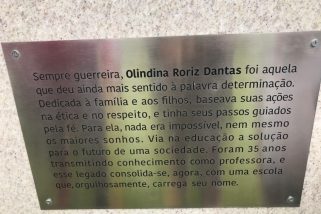 Sempre guerreira, Olindina Roriz Dantas foi aquela
que deu ainda mais sentido à palavra determinação.
Dedicada à família e aos filhos, baseava suas ações
na ética e no respeito, e tinha seus passos guiados
pela fé. Para ela, nada era impossível, nem mesmo
os maiores sonhos. Via na educação a solução
para o futuro de uma sociedade. Foram 35 anos
transmitindo conhecimento como professora, e
esse legado consolida-se, agora, com uma escola
que, orgulhosamente, carrega seu nome.